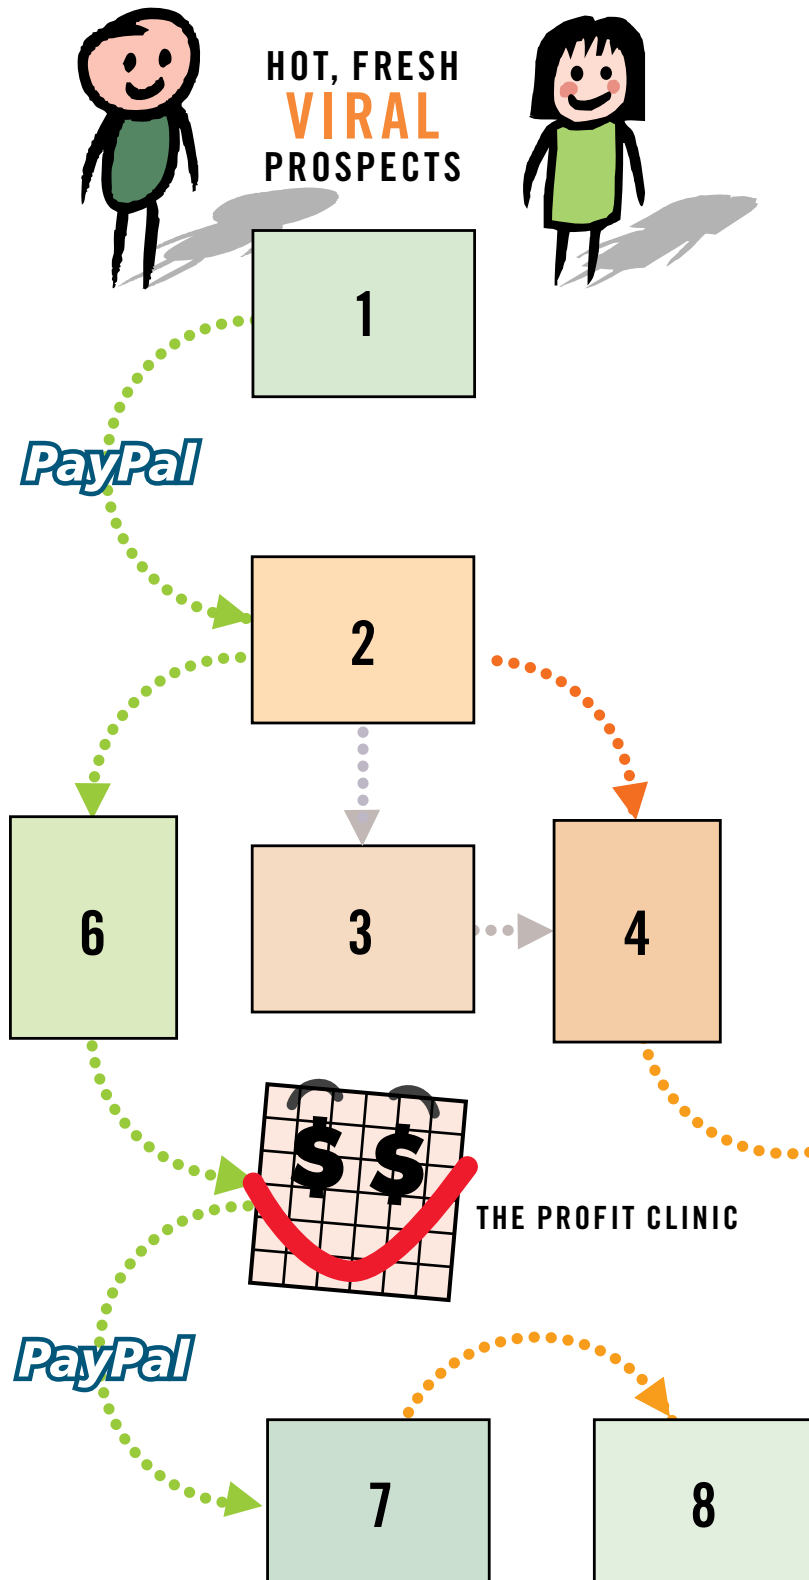 HOT, FRESH
VIRAL
PROSPECTS
1
PayPal
2
6
3
4
$ $
THE PROFIT CLINIC
PayPal
7
8